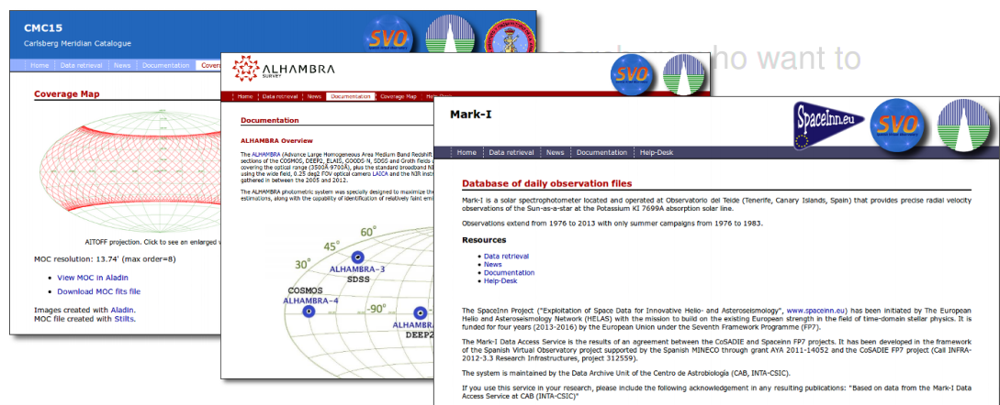 CMC15
Carlsberg Meridian Catalogue
SVO
Home Data retrieval News Documentation
Coverage Map
AITOFF projection. Click to see an enlarged
MOC resolution: 13.74' (max order=8)
View MOC in Aladin
Download MOC fits file
Images created with Aladin.
MOC file created with Stilts.
who want to
ALHAMBRA
SURVEY
SVO
Home Data retrieval News Documentation Coverage Map Help-Desk
Documentation
ALHAMBRA Overview
The ALHAMBRA (Advance Large Homogeneous Area Medium Band Redshift
sections of the COSMOS, DEEP2, ELAIS, GOODS-N, SDSS and Groth fields
covering the optical range (3500Å-9700Å), plus the standard broadband
using the wide field, 0.25 deg2 FOV optical camera LAICA and the NIR
gathered in between the 2005 and 2012.
The ALHAMBRA photometric system was specially designed to maximize the
estimations, along with the capability of identification of relatively faint
60°
45°
30°
ALHAMBRA-3
SDSS
COSMOS
ALHAMBRA-4
-90°
DEEP2
Mark-I
SpaceInn.eu
SVO
Home Data retrieval News Documentation Help-Desk
Database of daily observation files
Mark-I is a solar spectrophotometer located and operated at Observatorio del Teide (Tenerife, Canary Islands, Spain) that provides precise radial velocity
observations of the Sun-as-a-star at the Potassium KI 7699A absorption solar line.
Observations extend from 1976 to 2013 with only summer campaigns from 1976 to 1983.
Resources
Data retrieval
News
Documentation
Help-Desk
The SpaceInn Project ("Exploitation of Space Data for Innovative Helio- and Asteroseismology", www.spaceinn.eu) has been initiated by The European
Helio and Asteroseismology Network (HELAS) with the mission to build on the existing European strength in the field of time-domain stellar physics. It is
funded for four years (2013-2016) by the European Union under the Seventh Framework Programme (FP7).
The Mark-I Data Access Service is the results of an agreement between the CoSADIE and Spaceinn FP7 projects. It has been developed in the framework
of the Spanish Virtual Observatory project supported by the Spanish MINECO through grant AYA 2011-14052 and the CoSADIE FP7 project (Call INFRA-
2012-3.3 Research Infrastructures, project 312559).
The system is maintained by the Data Archive Unit of the Centro de Astrobiología (CAB, INTA-CSIC).
If you use this service in your research, please include the following acknowledgement in any resulting publications: "Based on data from the Mark-I Data
Access Service at CAB (INTA-CSIC)"